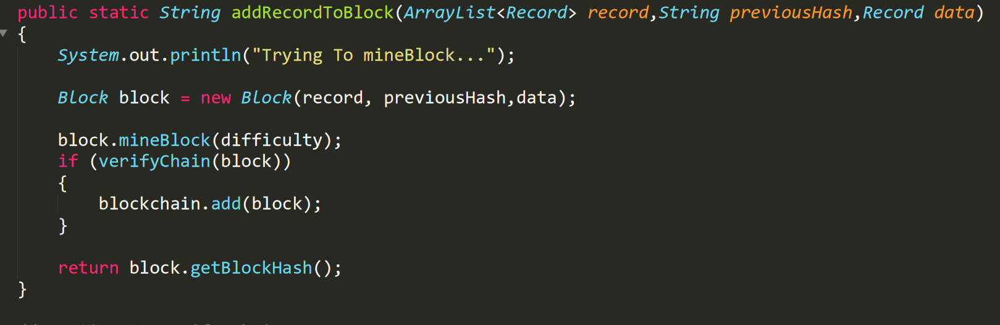 public static String addRecordToBlock(ArrayList<Record> record,String previousHash,Record data)
{
    System.out.println("Trying To mineBlock...");

    Block block = new Block(record, previousHash,data);

    block.mineBlock(difficulty);
    if (verifyChain(block))
    {
        blockchain.add(block);
    }

    return block.getBlockHash();
}